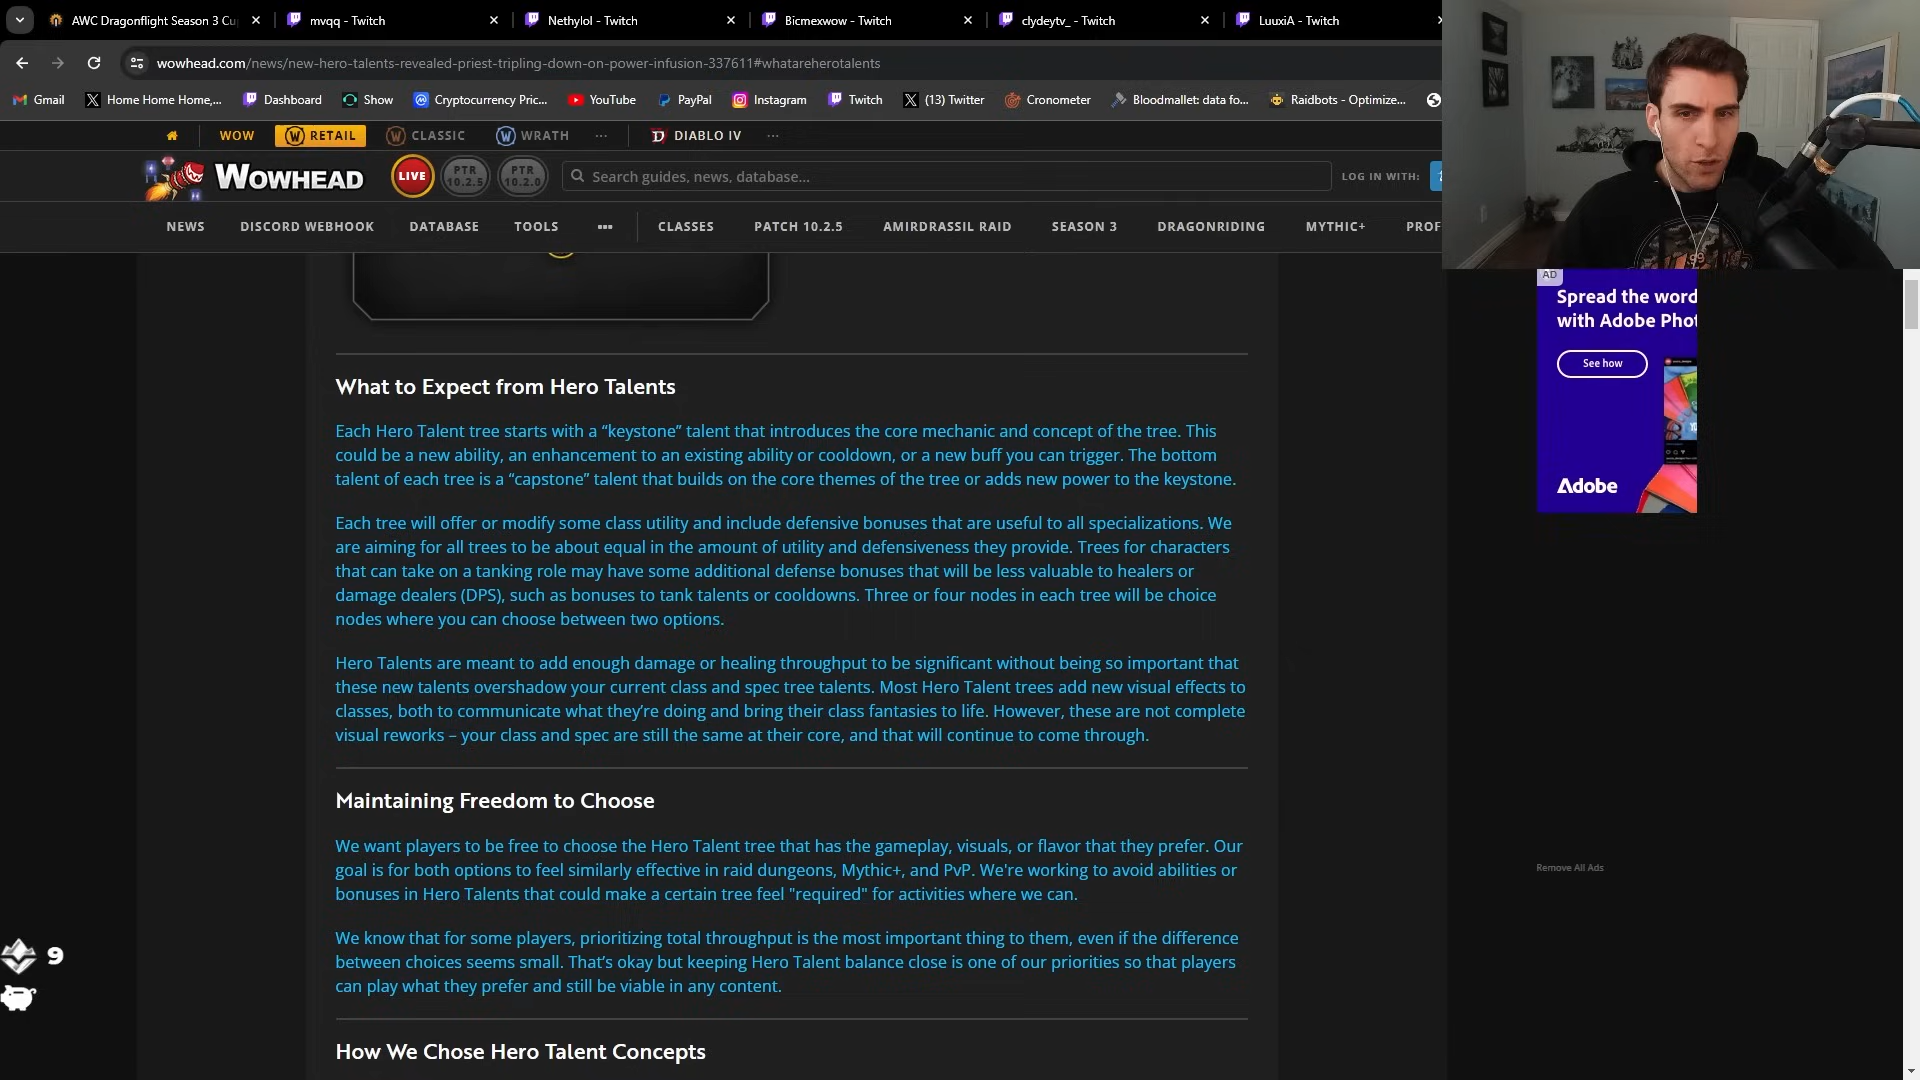 AWC Dragonflight Season 3 Cu
mvqq - Twitch
Nethylol - Twitch
Bicmexwow - Twitch
clydeytv_ - Twitch
LuuxiA - Twitch
wowhead.com/news/new-hero-talents-revealed-priest-tripling-down-on-power-infusion-337611#whatareherotalents
Gmail
Home Home Home,...
Dashboard
Show
Cryptocurrency Pric...
YouTube
PayPal
Instagram
Twitch
(13) Twitter
Cronometer
Bloodmallet: data fo...
Raidbots - Optimize...
WOW
RETAIL
CLASSIC
WRATH
...
DIABLO IV
...
WOWHEAD
LIVE
PTR
10.2.5
PTR
10.2.0
Search guides, news, database...
LOG IN WITH:
NEWS
DISCORD WEBHOOK
DATABASE
TOOLS
...
CLASSES
PATCH 10.2.5
AMIRDRASSIL RAID
SEASON 3
DRAGONRIDING
MYTHIC+
PROF
What to Expect from Hero Talents
Each Hero Talent tree starts with a “keystone” talent that introduces the core mechanic and concept of the tree. This
could be a new ability, an enhancement to an existing ability or cooldown, or a new buff you can trigger. The bottom
talent of each tree is a “capstone” talent that builds on the core themes of the tree or adds new power to the keystone.
Each tree will offer or modify some class utility and include defensive bonuses that are useful to all specializations. We
are aiming for all trees to be about equal in the amount of utility and defensiveness they provide. Trees for characters
that can take on a tanking role may have some additional defense bonuses that will be less valuable to healers or
damage dealers (DPS), such as bonuses to tank talents or cooldowns. Three or four nodes in each tree will be choice
nodes where you can choose between two options.
Hero Talents are meant to add enough damage or healing throughput to be significant without being so important that
these new talents overshadow your current class and spec tree talents. Most Hero Talent trees add new visual effects to
classes, both to communicate what they’re doing and bring their class fantasies to life. However, these are not complete
visual reworks – your class and spec are still the same at their core, and that will continue to come through.
Maintaining Freedom to Choose
We want players to be free to choose the Hero Talent tree that has the gameplay, visuals, or flavor that they prefer. Our
goal is for both options to feel similarly effective in raid dungeons, Mythic+, and PvP. We're working to avoid abilities or
bonuses in Hero Talents that could make a certain tree feel "required" for activities where we can.
We know that for some players, prioritizing total throughput is the most important thing to them, even if the difference
between choices seems small. That’s okay but keeping Hero Talent balance close is one of our priorities so that players
can play what they prefer and still be viable in any content.
How We Chose Hero Talent Concepts
AD
Spread the word
with Adobe Phot
See how
Adobe
Remove All Ads
9